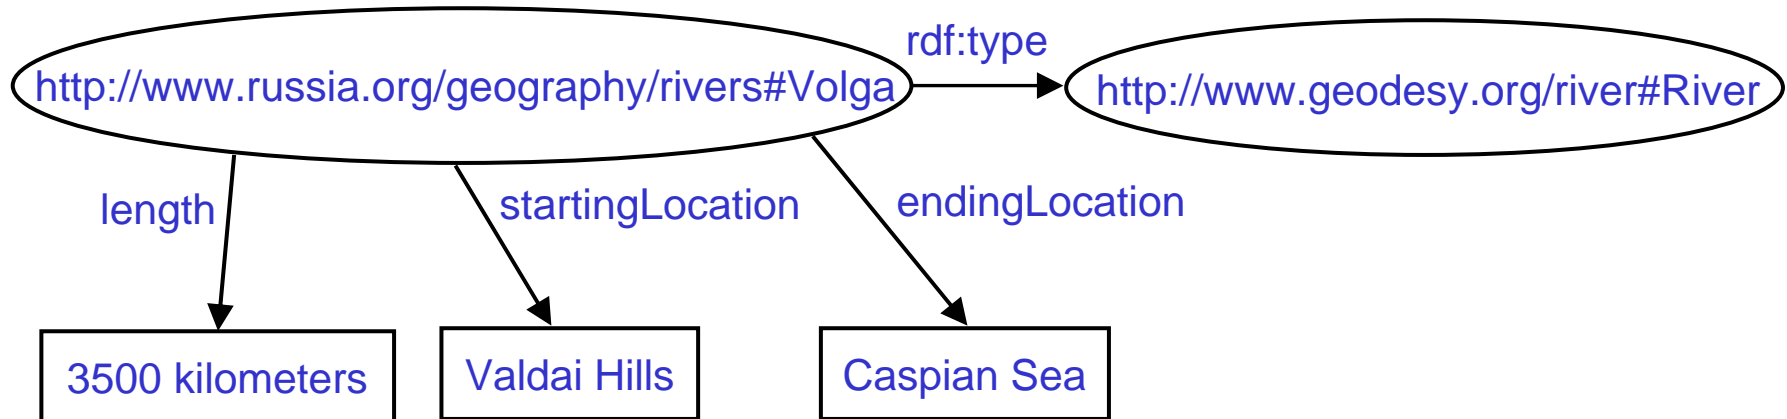 rdf:type
http://www.russia.org/geography/rivers#Volga
http://www.geodesy.org/river#River
length
startingLocation
endingLocation
3500 kilometers
Valdai Hills
Caspian Sea